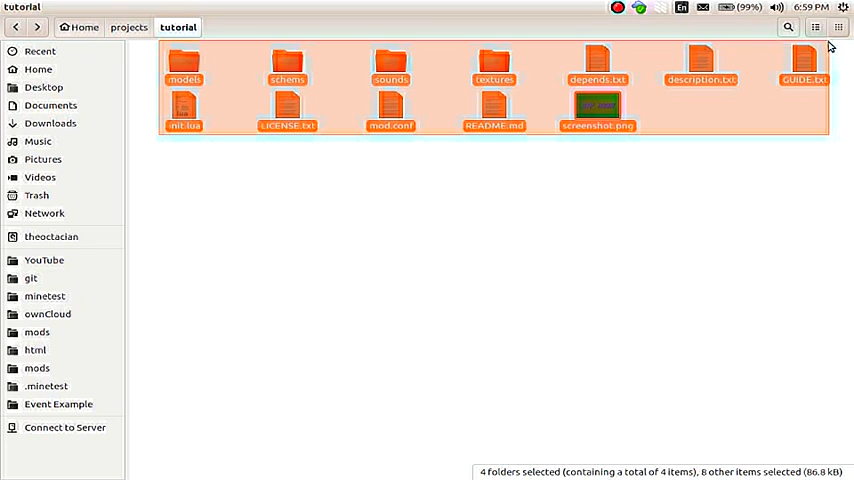 tutorial
En
(99%)
6:59 PM
Home
projects
tutorial
Recent
Home
Desktop
Documents
Downloads
Music
Pictures
Videos
Trash
Network
theoctacian
YouTube
git
minetest
ownCloud
mods
html
mods
.minetest
Event Example
Connect to Server
models
schems
sounds
textures
depends.txt
description.txt
GUIDE.txt
init.lua
LICENSE.txt
mod.conf
README.md
screenshot.png
4 folders selected (containing a total of 4 items), 8 other items selected (86.8 kB)